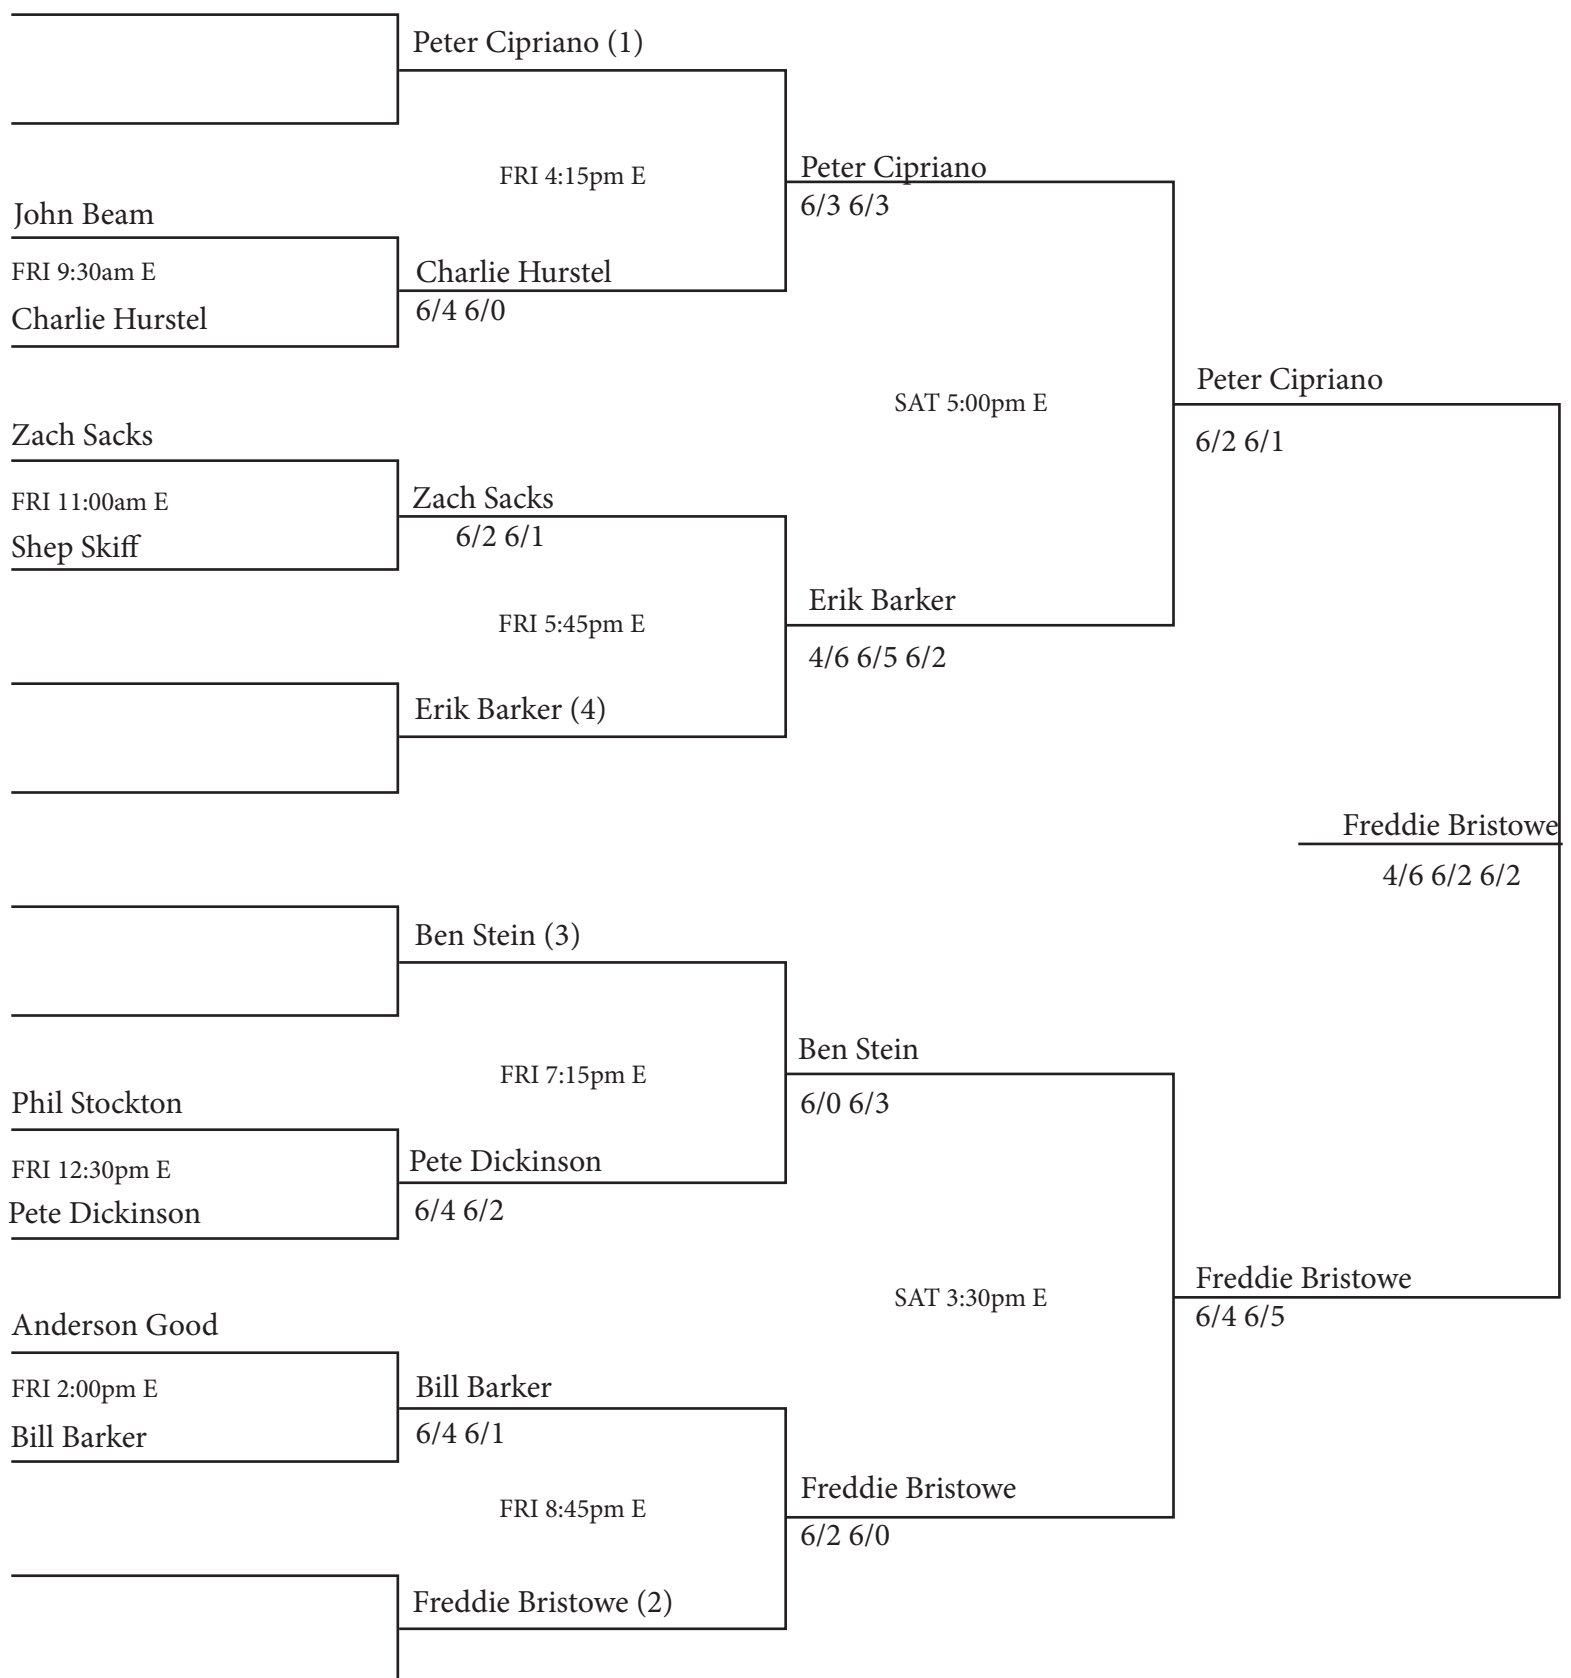 Peter Cipriano (1)
FRI 4:15pm E
Peter Cipriano
6/3 6/3
John Beam
FRI 9:30am E
Charlie Hurstel
Charlie Hurstel
6/4 6/0
SAT 5:00pm E
Peter Cipriano
6/2 6/1
Zach Sacks
FRI 11:00am E
Shep Skiff
Zach Sacks
6/2 6/1
FRI 5:45pm E
Erik Barker
4/6 6/5 6/2
Erik Barker (4)
Freddie Bristowe
4/6 6/2 6/2
Ben Stein (3)
FRI 7:15pm E
Ben Stein
6/0 6/3
Phil Stockton
FRI 12:30pm E
Pete Dickinson
Pete Dickinson
6/4 6/2
SAT 3:30pm E
Freddie Bristowe
6/4 6/5
Anderson Good
FRI 2:00pm E
Bill Barker
Bill Barker
6/4 6/1
FRI 8:45pm E
Freddie Bristowe
6/2 6/0
Freddie Bristowe (2)